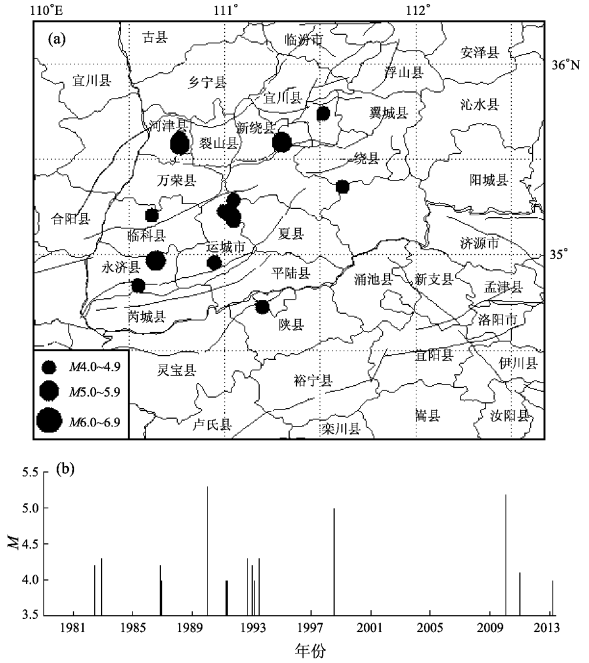 110°E 111° 112°
(a)
古县
临汾市
安泽县
36°N
宜川县
乡宁县
浮山县
宜川县
沁水县
翼城县
河津县
新绕县
裂山县
绕县
万荣县
阳城县
合阳县
临科县
运城市
夏县
济源市
35°
永济县
平陆县
涌池县
新支县
孟津县
芮城县
陕县
洛阳市
宜阳县
伊川县
灵宝县
裕宁县
M4.0~4.9
M5.0~5.9
M6.0~6.9
卢氏县
栾川县
嵩县
汝阳县
(b)
5.5
5.0
4.5
4.0
3.5
M
1981 1985 1989 1993 1997 2001 2005 2009 2013
年份